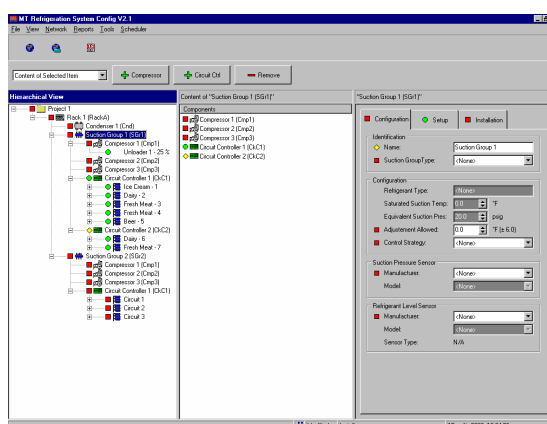 MT Refrigeration System Config V2.1
File View Network Reports Tools Scheduler
Content of Selected Item
Compressor
Circuit Ctrl
Remove
Hierarchical View
Project 1
Rack 1 (RackA)
Condenser 1 (Cnd)
Suction Group 1 (SGr1)
Compressor 1 (Cmp1)
Unloader 1 - 25 %
Compressor 2 (Cmp2)
Compressor 3 (Cmp3)
Circuit Controller 1 (CkC1)
Ice Cream - 1
Dairy - 2
Fresh Meat - 3
Fresh Meat - 4
Beer - 5
Circuit Controller 2 (CkC2)
Dairy - 6
Fresh Meat - 7
Suction Group 2 (SGr2)
Compressor 1 (Cmp1)
Compressor 2 (Cmp2)
Compressor 3 (Cmp3)
Circuit Controller 1 (CkC1)
Circuit 1
Circuit 2
Circuit 3
Content of "Suction Group 1 (SGr1)"
Components
Compressor 1 (Cmp1)
Compressor 2 (Cmp2)
Compressor 3 (Cmp3)
Circuit Controller 1 (CkC1)
Circuit Controller 2 (CkC2)
"Suction Group 1 (SGr1)"
Configuration Setup Installation
Identification
Name: Suction Group 1
Suction GroupType: <None>
Configuration
Refrigerant Type: <None>
Saturated Suction Temp: 0.0 °F
Equivalent Suction Pres: 20.0 psig
Adjustement Allowed: 0.0 °F (± 6.0)
Control Strategy: <None>
Suction Pressure Sensor
Manufacturer: <None>
Model: <None>
Refrigerant Level Sensor
Manufacturer: <None>
Model: <None>
Sensor Type: N/A